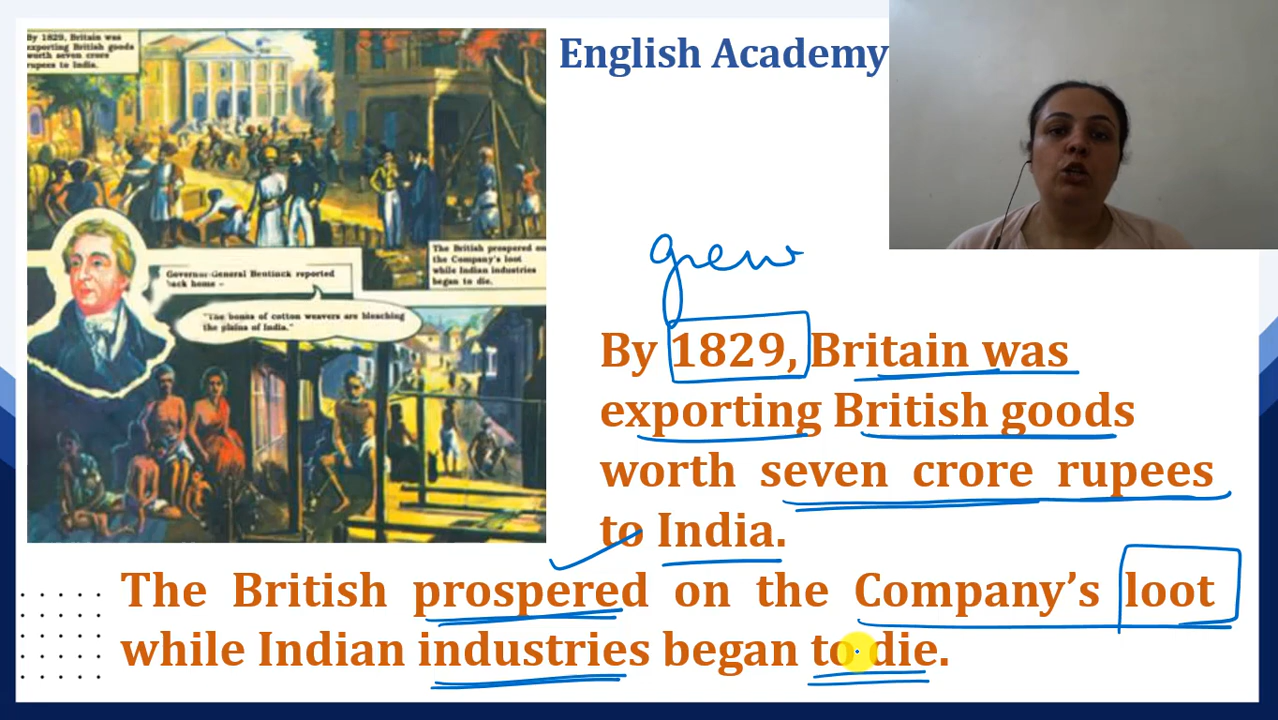 By 1829, Britain was
exporting British goods
worth seven crore
rupees to India.
The British prospered on
the Company's loot
while Indian industries
began to die.
Governor-General Bentinck reported
back home –
"The bones of cotton weavers are bleaching
the plains of India."
English Academy
grew
By 1829, Britain was
exporting British goods
worth seven crore rupees
to India.
The British prospered on the Company's loot
while Indian industries began to die.